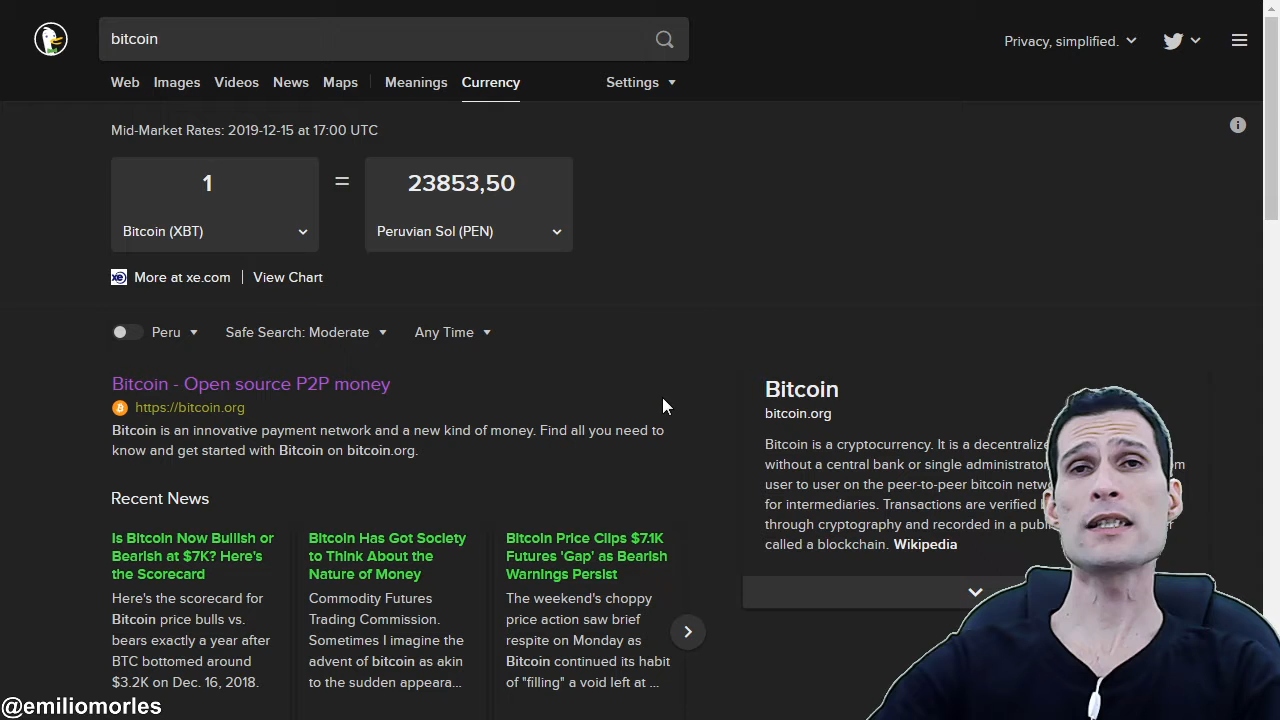 bitcoin
Privacy, simplified.
Web Images Videos News Maps Meanings Currency Settings
Mid-Market Rates: 2019-12-15 at 17:00 UTC
1 = 23853,50
Bitcoin (XBT) Peruvian Sol (PEN)
xe More at xe.com | View Chart
Peru Safe Search: Moderate Any Time
Bitcoin - Open source P2P money
https://bitcoin.org
Bitcoin is an innovative payment network and a new kind of money. Find all you need to
know and get started with Bitcoin on bitcoin.org.
Recent News
Is Bitcoin Now Bullish or
Bearish at $7K? Here's
the Scorecard
Here's the scorecard for
Bitcoin price bulls vs.
bears exactly a year after
BTC bottomed around
$3.2K on Dec. 16, 2018.
Bitcoin Has Got Society
to Think About the
Nature of Money
Commodity Futures
Trading Commission.
Sometimes I imagine the
advent of bitcoin as akin
to the sudden appeara...
Bitcoin Price Clips $7.1K
Futures 'Gap' as Bearish
Warnings Persist
The weekend's choppy
price action saw brief
respite on Monday as
Bitcoin continued its habit
of "filling" a void left at ...
Bitcoin
bitcoin.org
Bitcoin is a cryptocurrency. It is a
without a central bank or single administrator
user to user on the peer-to-peer bitcoin
for intermediaries. Transactions are verified
through cryptography and recorded in a
called a blockchain. Wikipedia
@emiliomorles